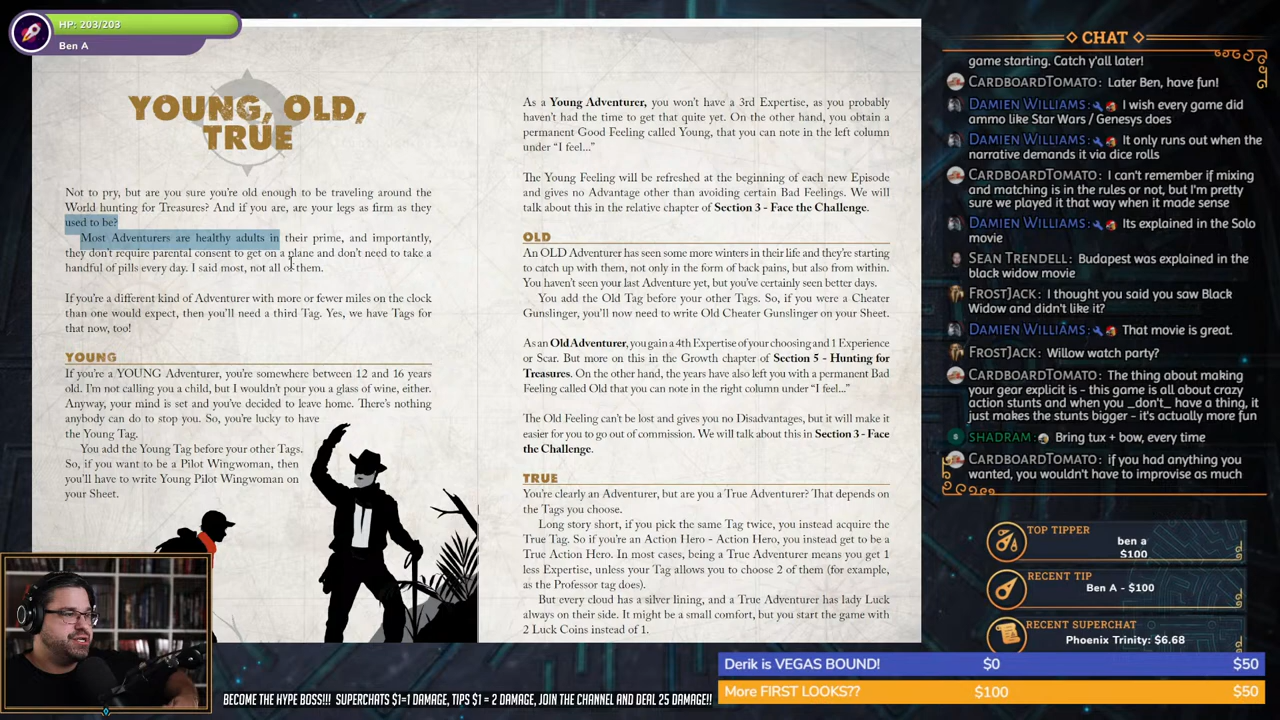 HP: 203/203
Ben A
YOUNG, OLD,
TRUE
Not to pry, but are you sure you're old enough to be traveling around the
World hunting for Treasures? And if you are, are your legs as firm as they
used to be?
Most Adventurers are healthy adults in their prime, and importantly,
they don't require parental consent to get on a plane and don't need to take a
handful of pills every day. I said most, not all of them.
If you're a different kind of Adventurer with more or fewer miles on the clock
than one would expect, then you'll need a third Tag. Yes, we have Tags for
that now, too!
YOUNG
If you're a YOUNG Adventurer, you're somewhere between 12 and 16 years
old. I'm not calling you a child, but I wouldn't pour you a glass of wine, either.
Anyway, your mind is set and you've decided to leave home. There's nothing
anybody can do to stop you. So, you're lucky to have
the Young Tag.
You add the Young Tag before your other Tags.
So, if you want to be a Pilot Wingwoman, then
you'll have to write Young Pilot Wingwoman on
your Sheet.
As a Young Adventurer, you won't have a 3rd Expertise, as you probably
haven't had the time to get that quite yet. On the other hand, you obtain a
permanent Good Feeling called Young, that you can note in the left column
under "I feel..."
The Young Feeling will be refreshed at the beginning of each new Episode
and gives no Advantage other than avoiding certain Bad Feelings. We will
talk about this in the relative chapter of Section 3 - Face the Challenge.
OLD
An OLD Adventurer has seen some more winters in their life and they're starting
to catch up with them, not only in the form of back pains, but also from within.
You haven't seen your last Adventure yet, but you've certainly seen better days.
You add the Old Tag before your other Tags. So, if you were a Cheater
Gunslinger, you'll now need to write Old Cheater Gunslinger on your Sheet.
As an Old Adventurer, you gain a 4th Expertise of your choosing and 1 Experience
or Scar. But more on this in the Growth chapter of Section 5 - Hunting for
Treasures. On the other hand, the years have also left you with a permanent Bad
Feeling called Old that you can note in the right column under "I feel..."
The Old Feeling can't be lost and gives you no Disadvantages, but it will make it
easier for you to go out of commission. We will talk about this in Section 3 - Face
the Challenge.
TRUE
You're clearly an Adventurer, but are you a True Adventurer? That depends on
the Tags you choose.
Long story short, if you pick the same Tag twice, you instead acquire the
True Tag. So if you're an Action Hero - Action Hero, you instead get to be a
True Action Hero. In most cases, being a True Adventurer means you get 1
less Expertise, unless your Tag allows you to choose 2 of them (for example,
as the Professor tag does).
But every cloud has a silver lining, and a True Adventurer has lady Luck
always on their side. It might be a small comfort, but you start the game with
2 Luck Coins instead of 1.
CHAT
game starting. Catch y'all later!
CARDBOARDTOMATO: Later Ben, have fun!
DAMIEN WILLIAMS: I wish every game did
ammo like Star Wars / Genesys does
DAMIEN WILLIAMS: It only runs out when the
narrative demands it via dice rolls
CARDBOARDTOMATO: I can't remember if mixing
and matching is in the rules or not, but I'm pretty
sure we played it that way when it made sense
DAMIEN WILLIAMS: Its explained in the Solo
movie
SEAN TRENDELL: Budapest was explained in the
black widow movie
FROSTJACK: I thought you said you saw Black
Widow and didn't like it?
DAMIEN WILLIAMS: That movie is great.
FROSTJACK: Willow watch party?
CARDBOARDTOMATO: The thing about making
your gear explicit is - this game is all about crazy
action stunts and when you _don't_ have a thing, it
just makes the stunts bigger - it's actually more fun
S SHADRAM: Bring tux + bow, every time
CARDBOARDTOMATO: if you had anything you
wanted, you wouldn't have to improvise as much
TOP TIPPER
ben a
$100
RECENT TIP
Ben A - $100
RECENT SUPERCHAT
Phoenix Trinity: $6.68
Derik is VEGAS BOUND! $0 $50
More FIRST LOOKS?? $100 $50
BECOME THE HYPE BOSS!!! SUPERCHATS $1=1 DAMAGE, TIPS $1 = 2 DAMAGE, JOIN THE CHANNEL AND DEAL 25 DAMAGE!!